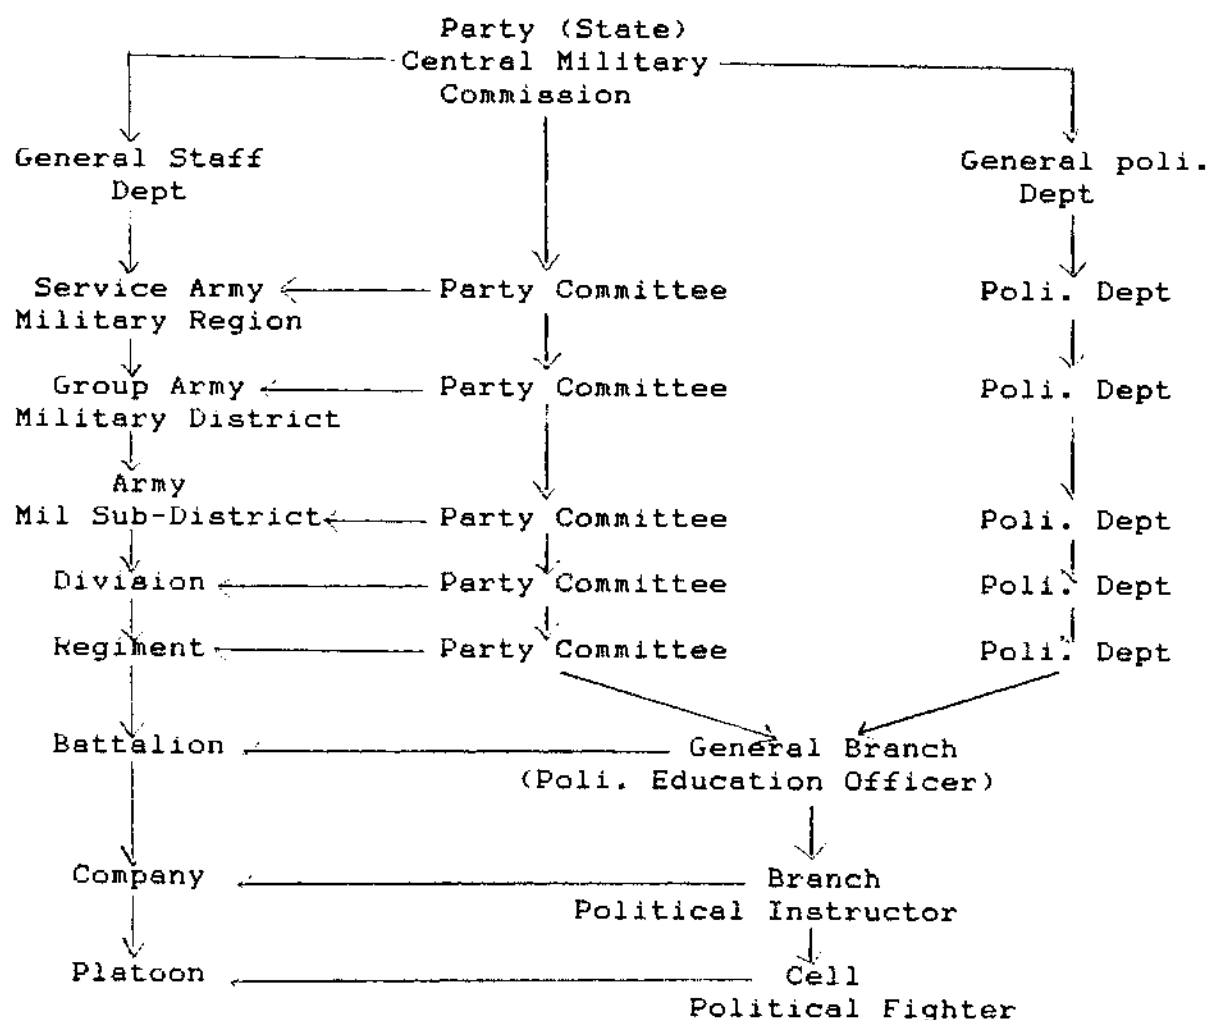 Party (State)
Central Military
Commission
General Staff
Dept
General poli.
Dept
Service Army
Military Region
Party Committee
Poli. Dept
Group Army
Military District
Party Committee
Poli. Dept
Army
Mil Sub-District
Party Committee
Poli. Dept
Division
Party Committee
Poli. Dept
Regiment
Party Committee
Poli. Dept
Battalion
General Branch
(Poli. Education Officer)
Company
Branch
Political Instructor
Platoon
Cell
Political Fighter